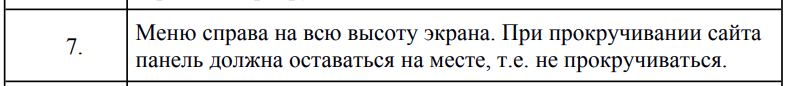 7.
Меню справа на всю высоту экрана. При прокручивании сайта
панель должна оставаться на месте, т.е. не прокручиваться.